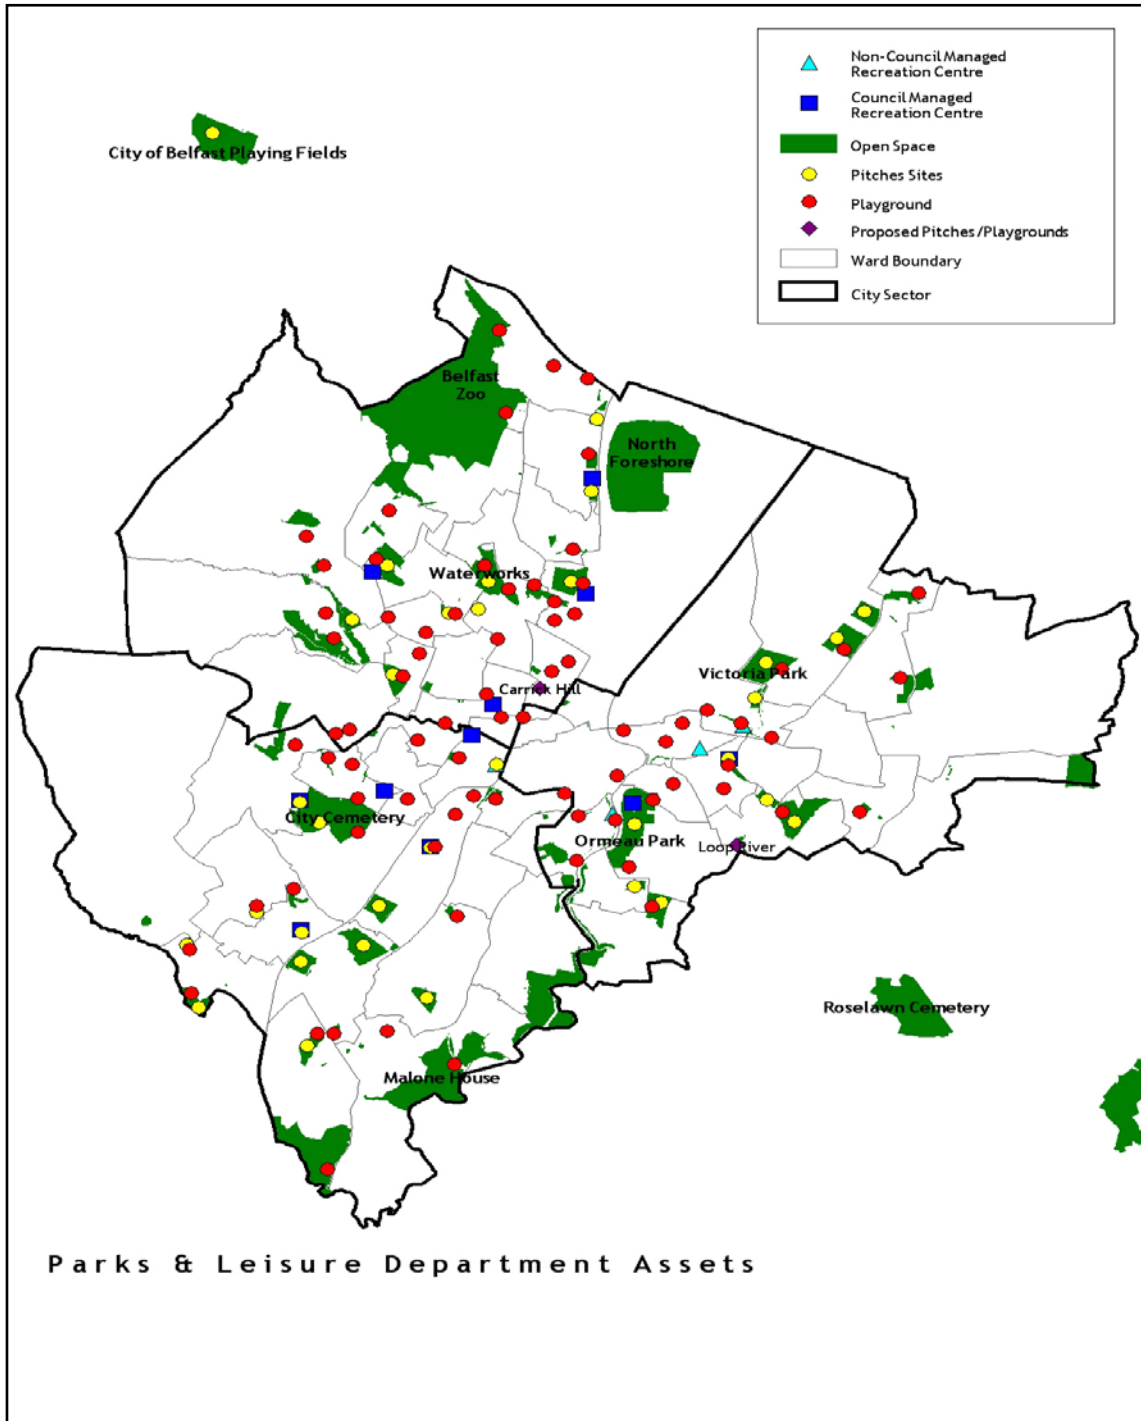 Non-Council Managed
Recreation Centre
Council Managed
Recreation Centre
Open Space
Pitches Sites
Playground
Proposed Pitches/Playgrounds
Ward Boundary
City Sector
City of Belfast Playing Fields
Belfast
Zoo
North
Foreshore
Waterworks
Victoria Park
Carrick Hill
City Cemetery
Ormeau Park
Loop River
Roselawn Cemetery
Malone House
Parks & Leisure Department Assets